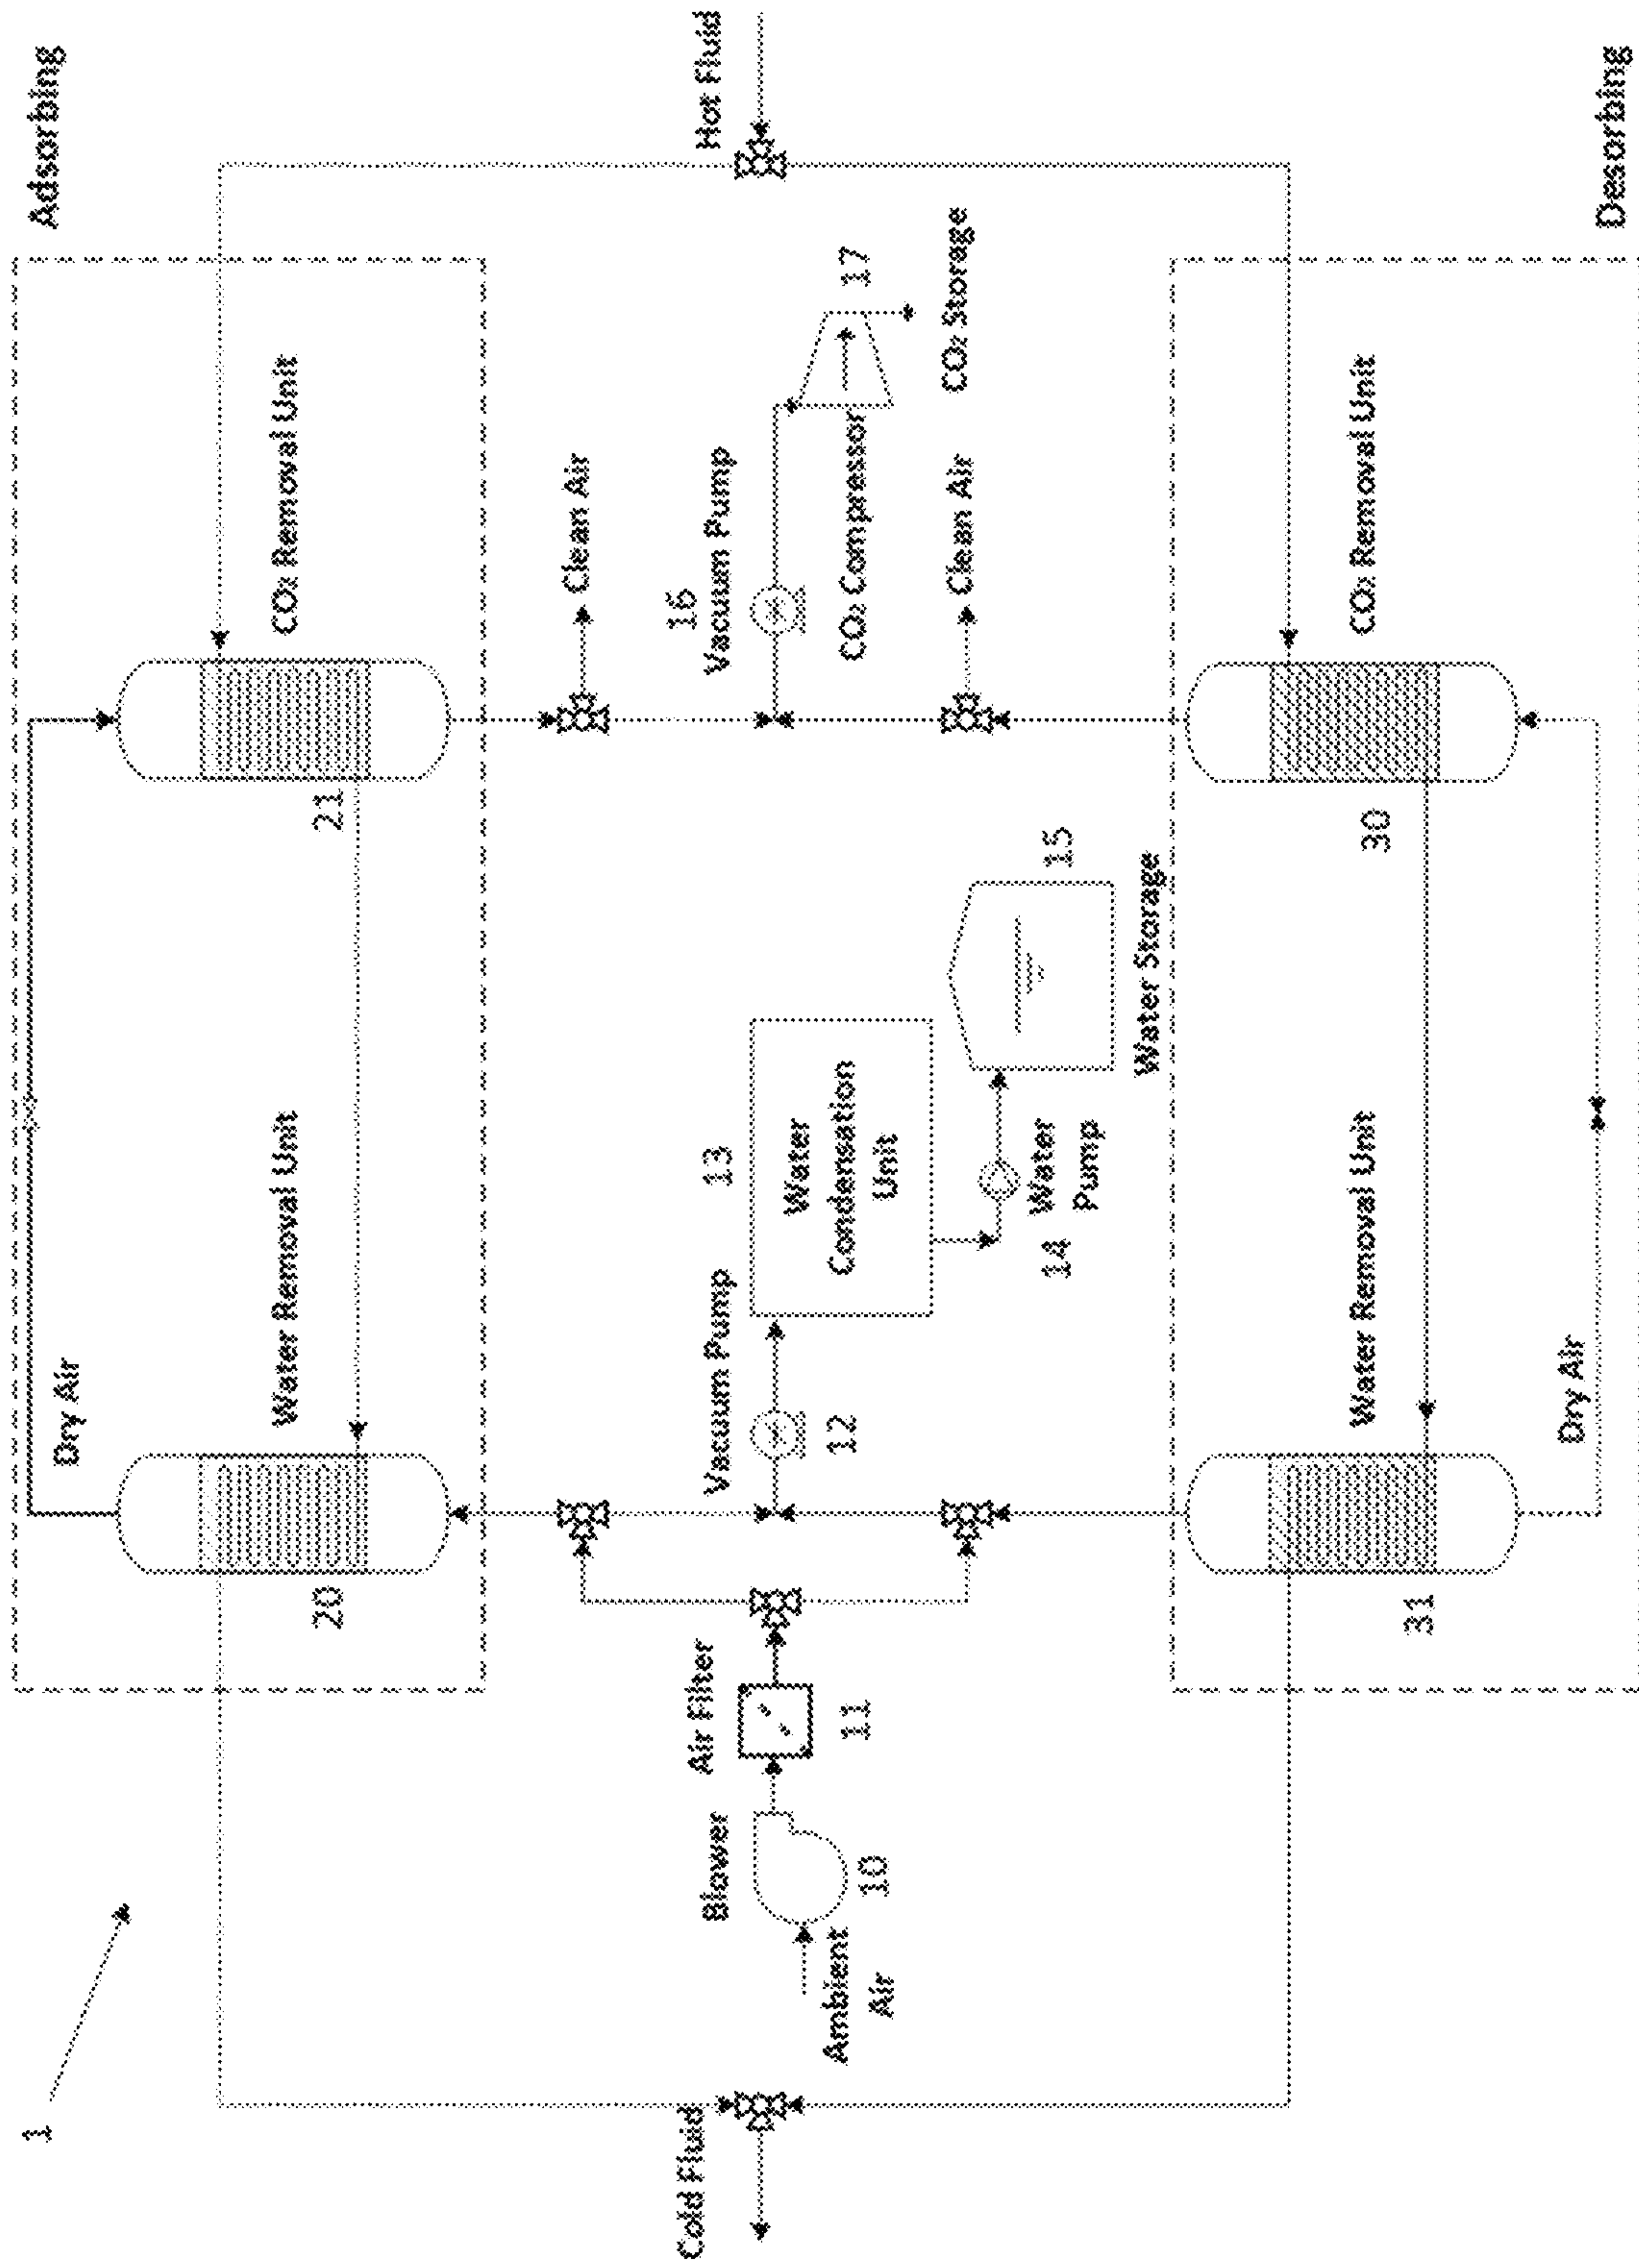 1
Adsorbing
Dry Air
Water Removal Unit
CO₂ Removal Unit
20
21
Hot Fluid
Clean Air
Cold Fluid
Blower
Air Filter
Vacuum Pump
13
16
Vacuum Pump
Water
Condensation
Unit
Ambient
Air
10
11
12
CO₂ Compressor
17
Clean Air
CO₂ Storage
14
Water
Pump
15
Water Storage
Water Removal Unit
CO₂ Removal Unit
31
30
Dry Air
Desorbing